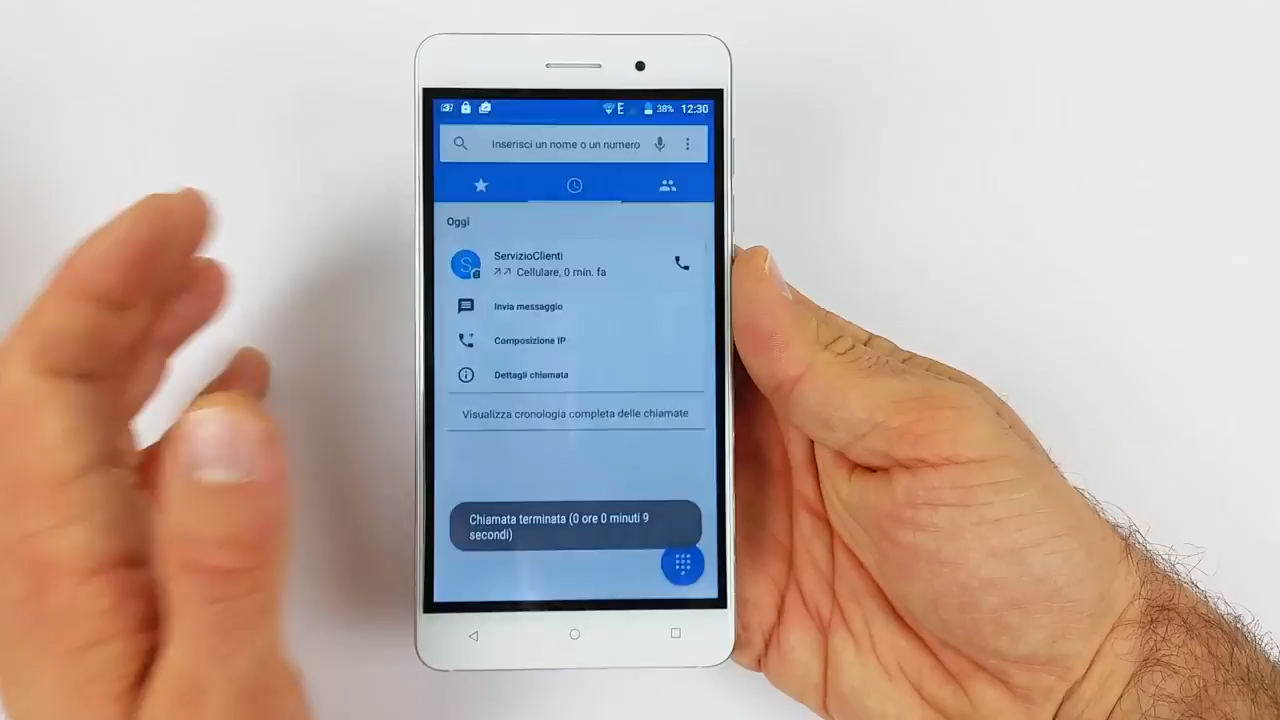 E 38% 12:30
Inserisci un nome o un numero
Oggi
S ServizioClienti
Cellulare, 0 min. fa
Invia messaggio
Composizione IP
Dettagli chiamata
Visualizza cronologia completa delle chiamate
Chiamata terminata (0 ore 0 minuti 9
secondi)